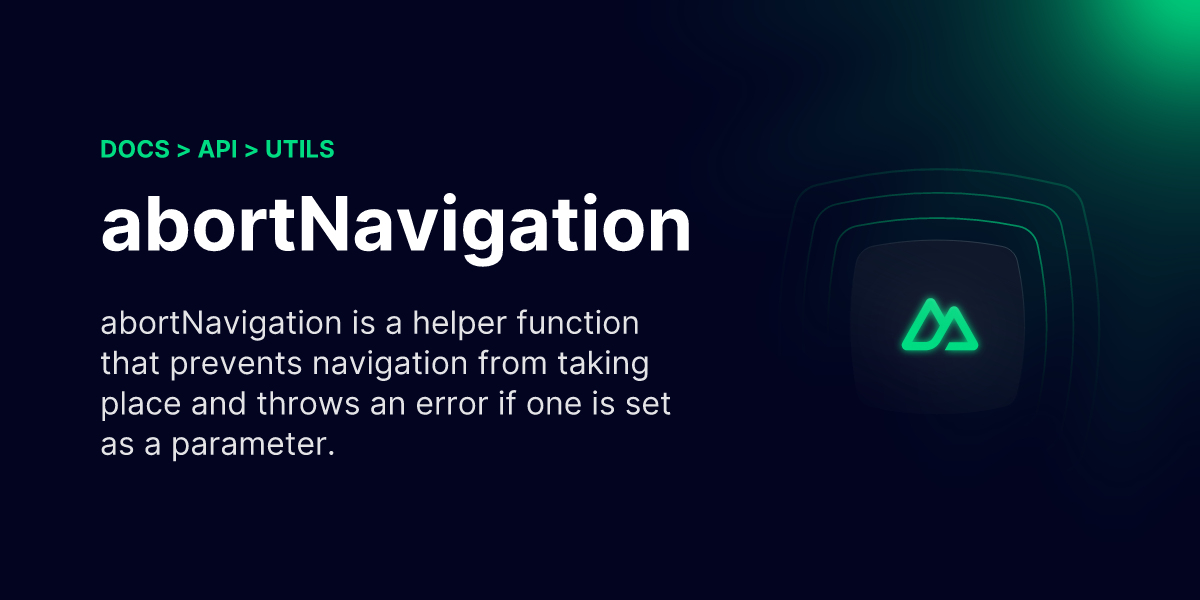 DOCS > API > UTILS
abortNavigation
abortNavigation is a helper function
that prevents navigation from taking
place and throws an error if one is set
as a parameter.